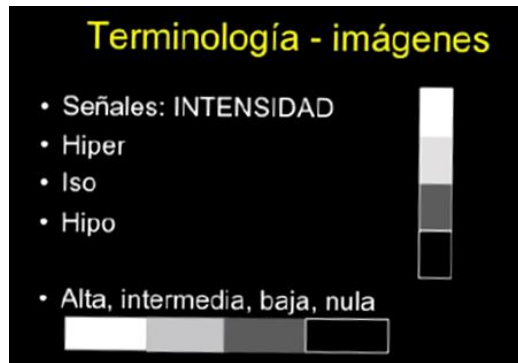 Terminología - imágenes
• Señales: INTENSIDAD
• Hiper
• Iso
• Hipo
• Alta, intermedia, baja, nula